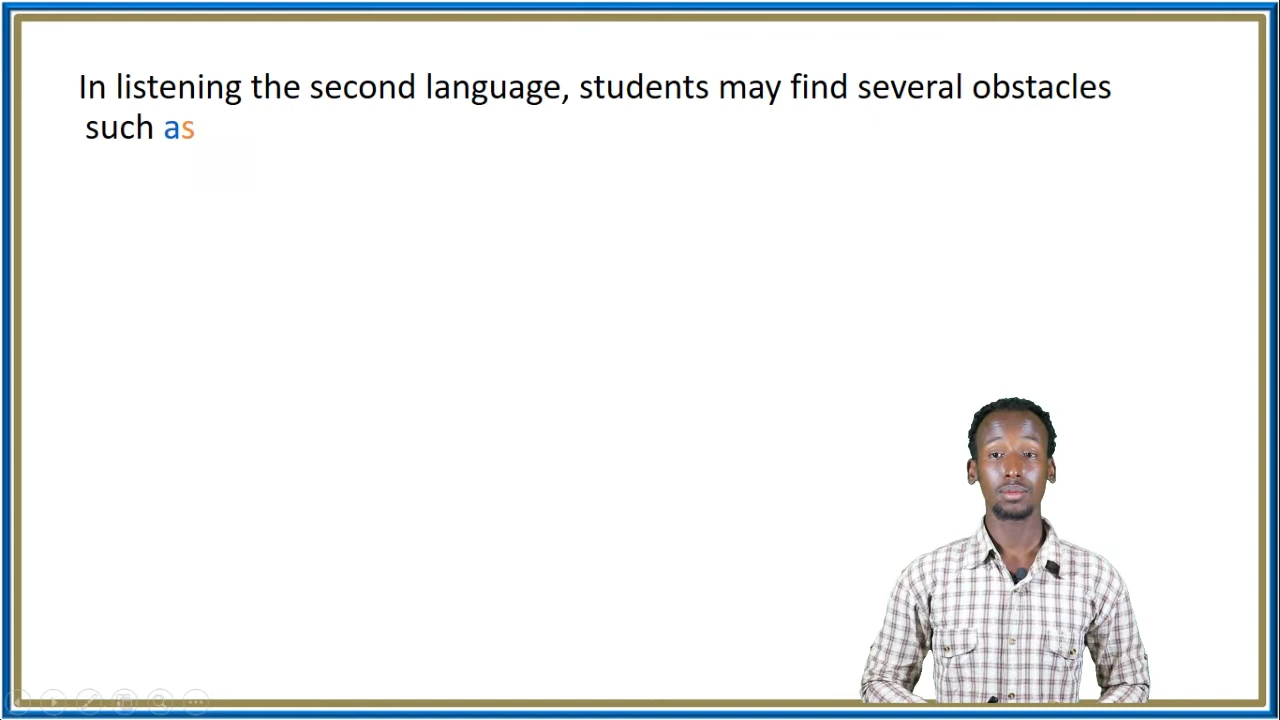 In listening the second language, students may find several obstacles
such as